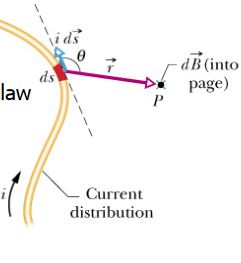 i ds⃗
θ
ds
r⃗
dB⃗ (into
page)
law
P
i
Current
distribution